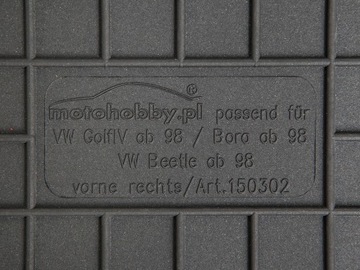 ®
motohobby.pl passend für
VW GolfIV ab 98 / Bora ab 98
VW Beetle ab 98
vorne rechts/Art.150302